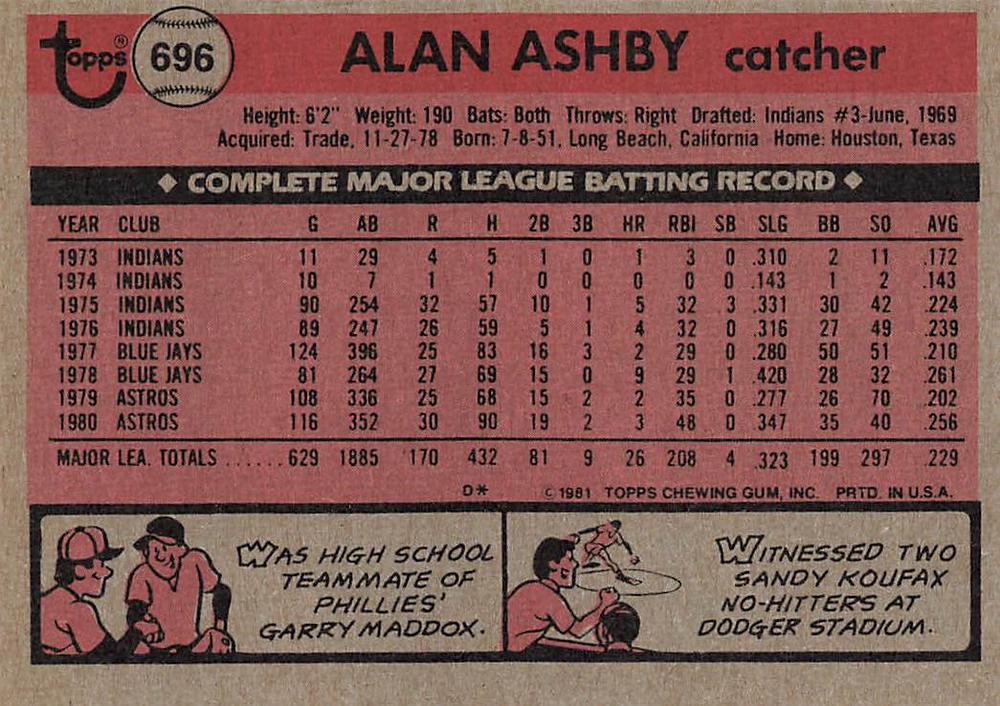 topps® 696 ALAN ASHBY catcher
Height: 6'2" Weight: 190 Bats: Both Throws: Right Drafted: Indians #3-June, 1969
Acquired: Trade, 11-27-78 Born: 7-8-51, Long Beach, California Home: Houston, Texas
◆ COMPLETE MAJOR LEAGUE BATTING RECORD ◆
YEAR CLUB G AB R H 2B 3B HR RBI SB SLG BB SO AVG
1973 INDIANS 11 29 4 5 1 0 1 3 0 .310 2 11 .172
1974 INDIANS 10 7 1 1 0 0 0 0 0 .143 1 2 .143
1975 INDIANS 90 254 32 57 10 1 5 32 3 .331 30 42 .224
1976 INDIANS 89 247 26 59 5 1 4 32 0 .316 27 49 .239
1977 BLUE JAYS 124 396 25 83 16 3 2 29 0 .280 50 51 .210
1978 BLUE JAYS 81 264 27 69 15 0 9 29 1 .420 28 32 .261
1979 ASTROS 108 336 25 68 15 2 2 35 0 .277 26 70 .202
1980 ASTROS 116 352 30 90 19 2 3 48 0 .347 35 40 .256
MAJOR LEA. TOTALS ......629 1885 170 432 81 9 26 208 4 .323 199 297 .229
D* © 1981 TOPPS CHEWING GUM, INC. PRTD. IN U.S.A.
WAS HIGH SCHOOL
TEAMMATE OF
PHILLIES'
GARRY MADDOX.
WITNESSED TWO
SANDY KOUFAX
NO-HITTERS AT
DODGER STADIUM.